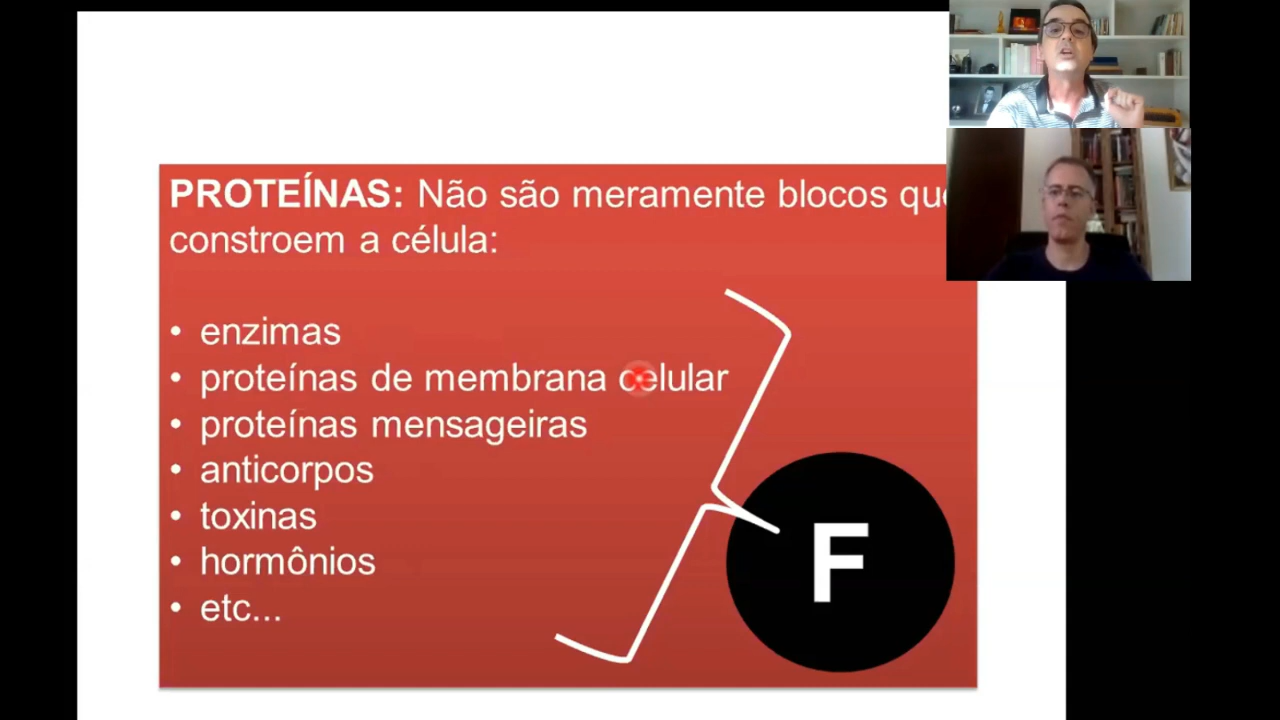 PROTEÍNAS: Não são meramente blocos que
constroem a célula:
• enzimas
• proteínas de membrana celular
• proteínas mensageiras
• anticorpos
• toxinas
• hormônios
• etc...
F